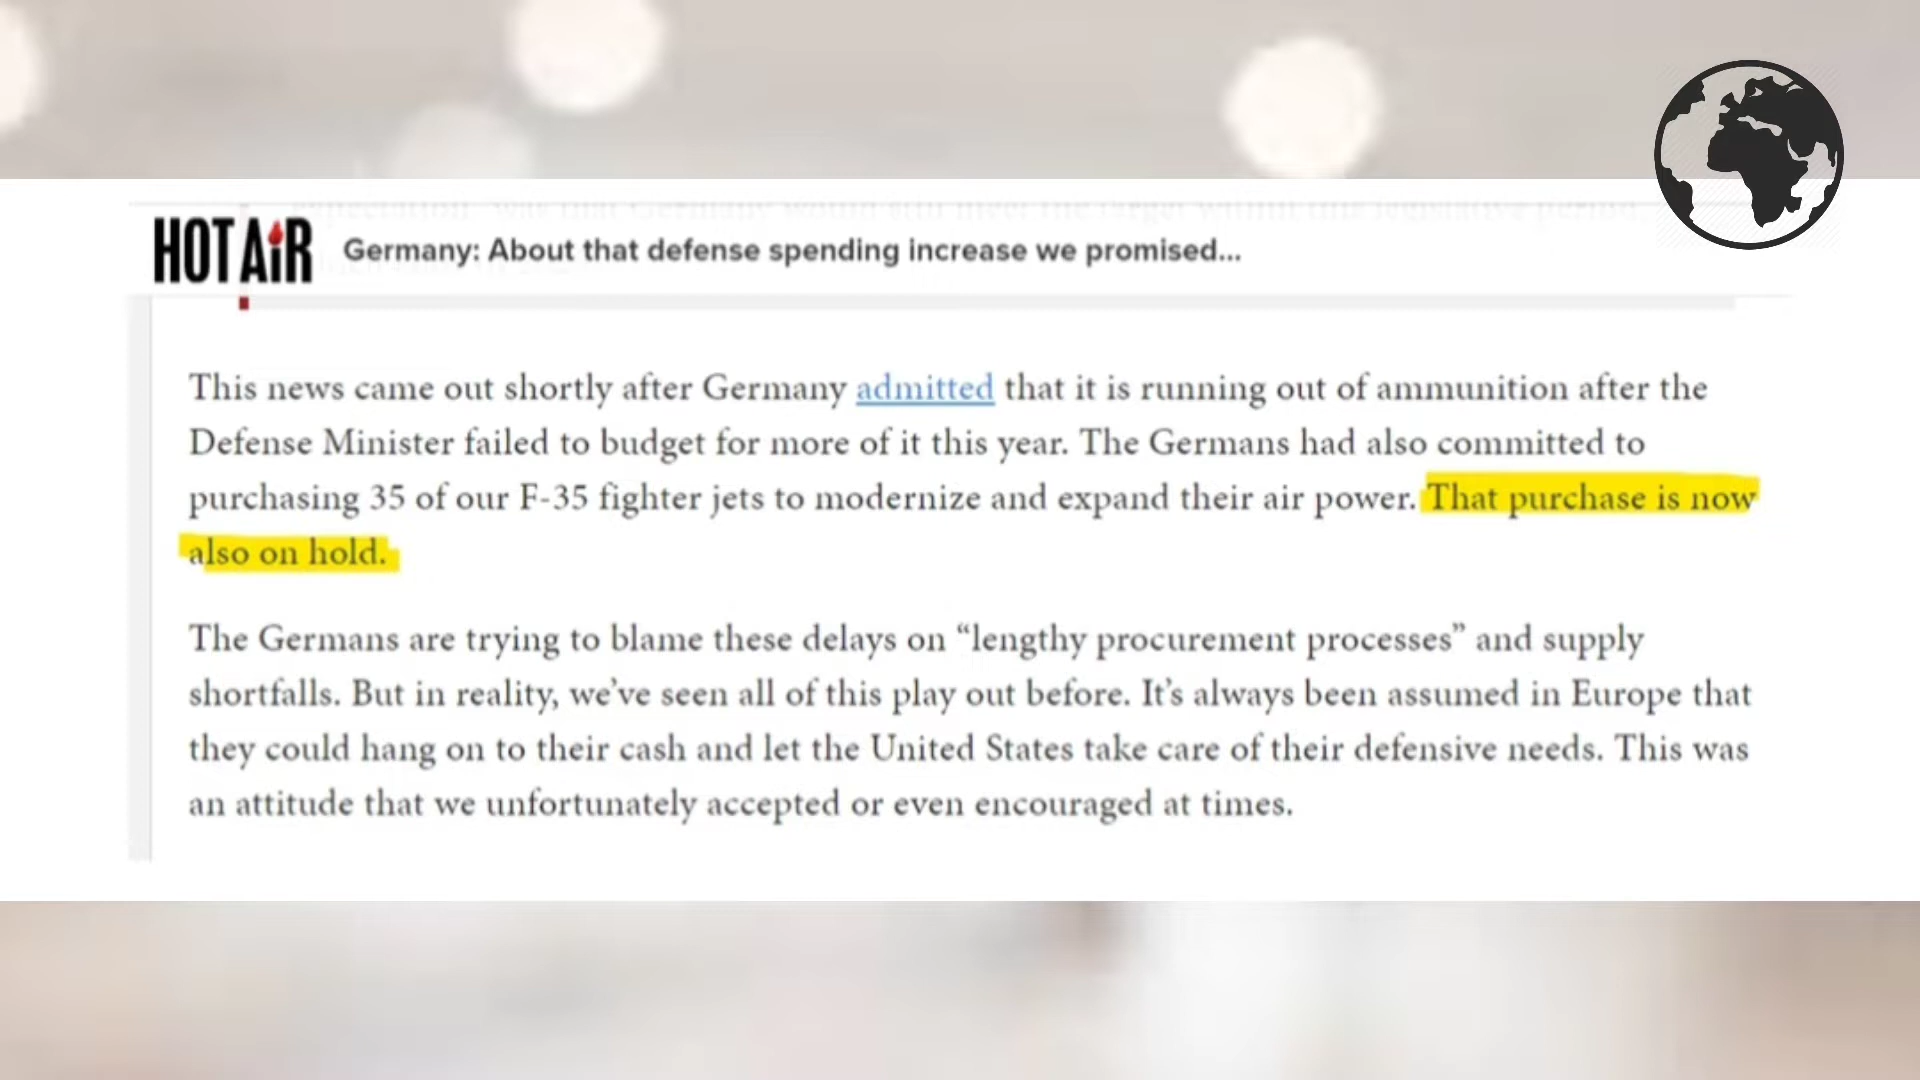 HOT AiR
Germany: About that defense spending increase we promised...
This news came out shortly after Germany admitted that it is running out of ammunition after the
Defense Minister failed to budget for more of it this year. The Germans had also committed to
purchasing 35 of our F-35 fighter jets to modernize and expand their air power. That purchase is now
also on hold.
The Germans are trying to blame these delays on “lengthy procurement processes” and supply
shortfalls. But in reality, we’ve seen all of this play out before. It’s always been assumed in Europe that
they could hang on to their cash and let the United States take care of their defensive needs. This was
an attitude that we unfortunately accepted or even encouraged at times.